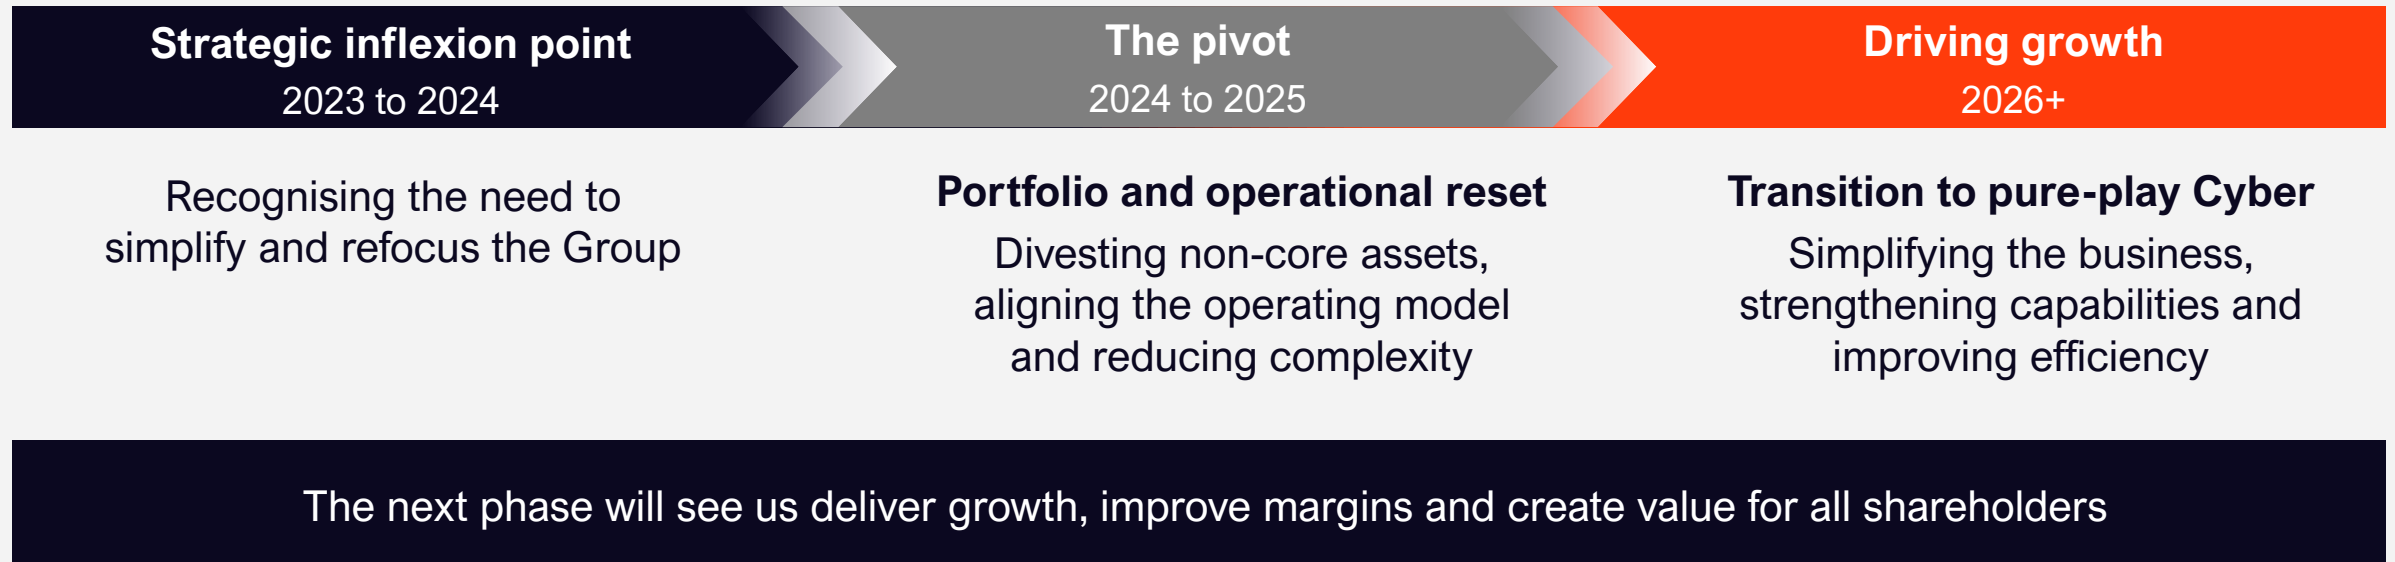 Strategic inflexion point
2023 to 2024
The pivot
2024 to 2025
Driving growth
2026+
Recognising the need to
simplify and refocus the Group
Portfolio and operational reset
Divesting non-core assets,
aligning the operating model
and reducing complexity
Transition to pure-play Cyber
Simplifying the business,
strengthening capabilities and
improving efficiency
The next phase will see us deliver growth, improve margins and create value for all shareholders